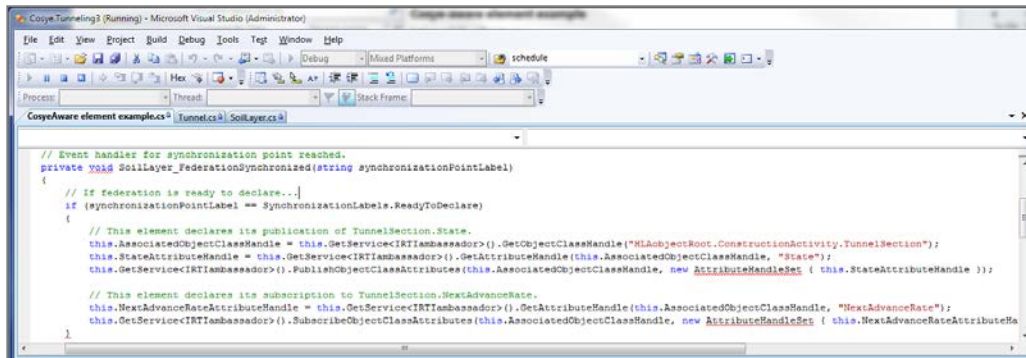 Cosye-aware element example
Cosye.Tunneling3 (Running) - Microsoft Visual Studio (Administrator)
File Edit View Project Build Debug Tools Test Window Help
Debug Mixed Platforms schedule
Hex
Process: Thread: Stack Frame:
CosyeAware element example.cs Tunnel.cs SoilLayer.cs
// Event handler for synchronization point reached.
private void SoilLayer_FederationSynchronized(string synchronizationPointLabel)
{
// If federation is ready to declare...
if (synchronizationPointLabel == SynchronizationLabels.ReadyToDeclare)
{
// This element declares its publication of TunnelSection.State.
this.AssociatedObjectClassHandle = this.GetService<IRTIambassador>().GetObjectClassHandle("HLAobjectRoot.ConstructionActivity.TunnelSection");
this.StateAttributeHandle = this.GetService<IRTIambassador>().GetAttributeHandle(this.AssociatedObjectClassHandle, "State");
this.GetService<IRTIambassador>().PublishObjectClassAttributes(this.AssociatedObjectClassHandle, new AttributeHandleSet { this.StateAttributeHandle });
// This element declares its subscription to TunnelSection.NextAdvanceRate.
this.NextAdvanceRateAttributeHandle = this.GetService<IRTIambassador>().GetAttributeHandle(this.AssociatedObjectClassHandle, "NextAdvanceRate");
this.GetService<IRTIambassador>().SubscribeObjectClassAttributes(this.AssociatedObjectClassHandle, new AttributeHandleSet { this.NextAdvanceRateAttributeHa
}